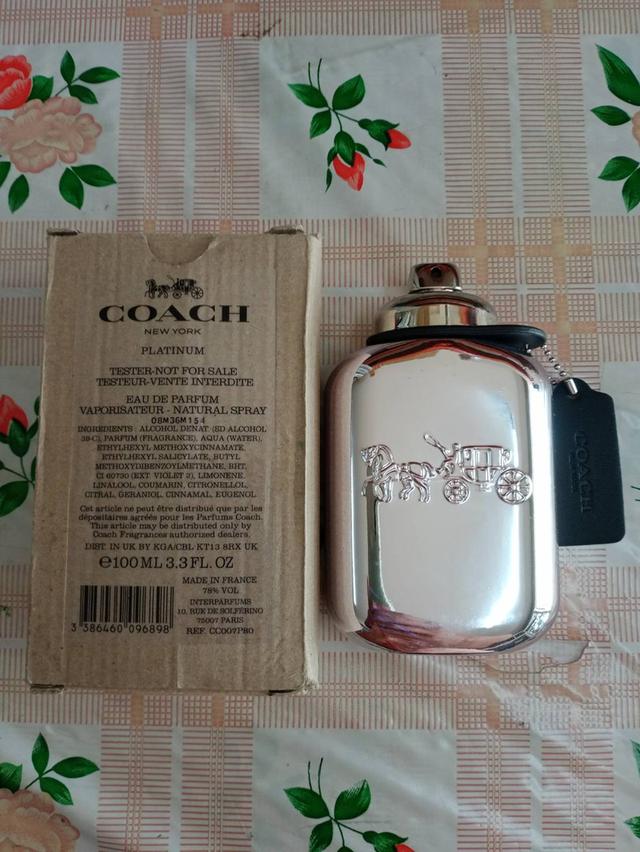 COACH
NEW YORK
PLATINUM
TESTER-NOT FOR SALE
TESTEUR-VENTE INTERDITE
EAU DE PARFUM
VAPORISATEUR - NATURAL SPRAY
08M36M154
INGREDIENTS : ALCOHOL DENAT. (SD ALCOHOL
39-C), PARFUM (FRAGRANCE), AQUA (WATER),
ETHYLHEXYL METHOXYCINNAMATE,
ETHYLHEXYL SALICYLATE, BUTYL
METHOXYDIBENZOYLMETHANE, BHT,
CI 60730 (EXT VIOLET 2), LIMONENE,
LINALOOL, COUMARIN, CITRONELLOL,
CITRAL, GERANIOL, CINNAMAL, EUGENOL
Cet article ne peut être distribué que par les
dépositaires agréés pour les Parfums Coach.
This article may be distributed only by
Coach Fragrances authorized dealers.
DIST. IN UK BY KGA/CBL KT13 8RX UK
℮100 ML 3.3 FL. OZ
MADE IN FRANCE
78% VOL
INTERPARFUMS
10, RUE DE SOLFÉRINO
75007 PARIS
REF. CC007P80
3 386460 096898
COACH